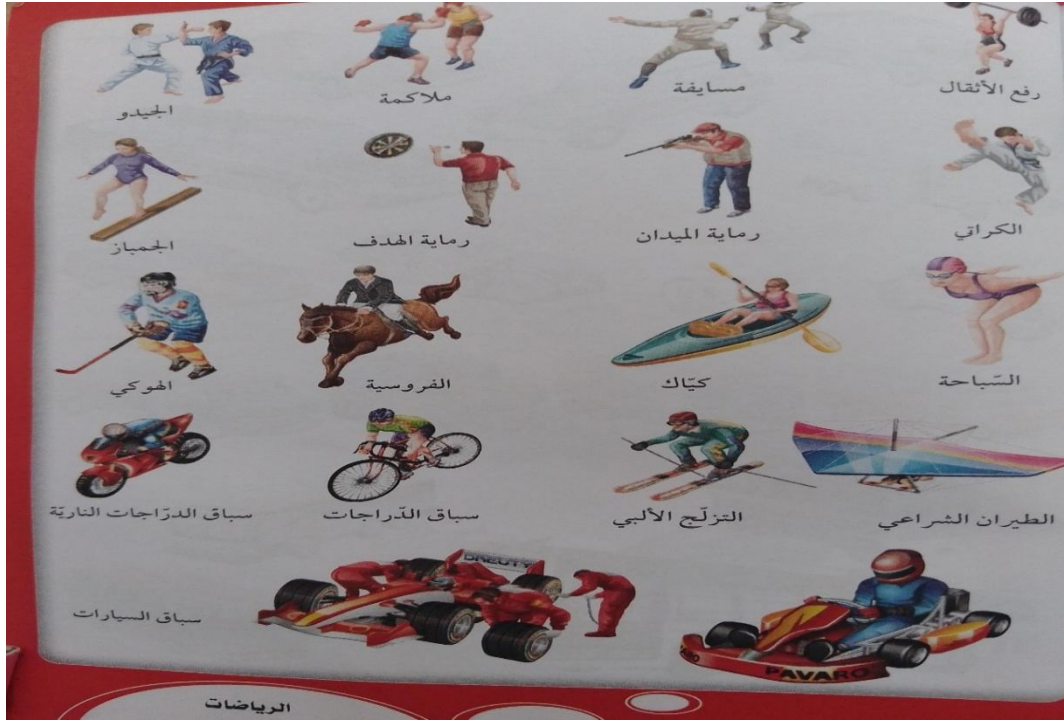 رفع الأثقال
مسايفة
ملاكمة
الجيدو
الكراتي
رماية الميدان
رماية الهدف
الجمباز
السّباحة
كيّاك
الفروسية
الهوكي
الطيران الشراعي
التزلّج الألبي
سباق الدّراجات
سباق الدرّاجات الناريّة
سباق السيارات
PAVARO
الرياضات